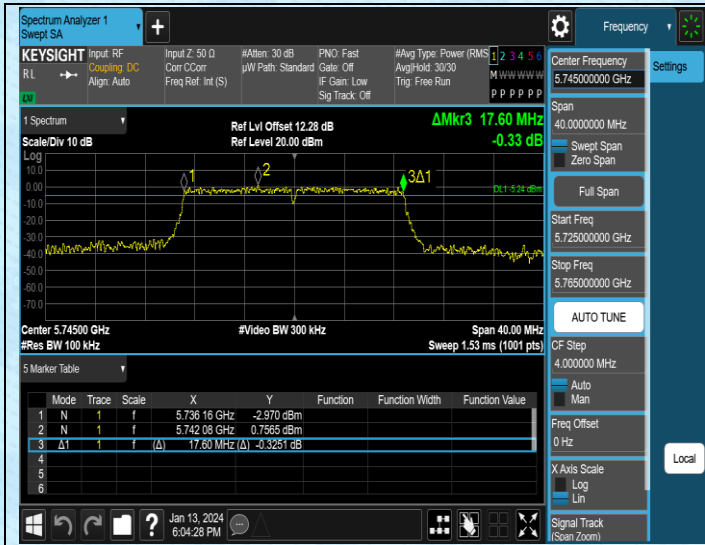 Spectrum Analyzer 1
Swept SA
+
Frequency
KEYSIGHT
RL
LXI
Input: RF
Coupling: DC
Align: Auto
Input Z: 50 Ω
Corr CCorr
Freq Ref: Int (S)
#Atten: 30 dB
µW Path: Standard
PNO: Fast
Gate: Off
IF Gain: Low
Sig Track: Off
#Avg Type: Power (RMS
Avg|Hold: 30/30
Trig: Free Run
1 2 3 4 5 6
M W W W W W
P P P P P P
Center Frequency
5.745000000 GHz
Settings
Span
40.0000000 MHz
Swept Span
Zero Span
Full Span
Start Freq
5.725000000 GHz
Stop Freq
5.765000000 GHz
AUTO TUNE
CF Step
4.000000 MHz
Auto
Man
Freq Offset
0 Hz
X Axis Scale
Log
Lin
Signal Track
(Span Zoom)
Local
1 Spectrum
Scale/Div 10 dB
Ref Lvl Offset 12.28 dB
Ref Level 20.00 dBm
ΔMkr3 17.60 MHz
-0.33 dB
Log
10.0
0.00
-10.0
-20.0
-30.0
-40.0
-50.0
-60.0
-70.0
1
2
3Δ1
DL1 -5.24 dBm
Center 5.74500 GHz
#Video BW 300 kHz
Span 40.00 MHz
#Res BW 100 kHz
Sweep 1.53 ms (1001 pts)
5 Marker Table
Mode Trace Scale X Y Function Function Width Function Value
1 N 1 f 5.736 16 GHz -2.970 dBm
2 N 1 f 5.742 08 GHz 0.7565 dBm
3 Δ1 1 f (Δ) 17.60 MHz (Δ) -0.3251 dB
4
5
6
?
Jan 13, 2024
6:04:28 PM